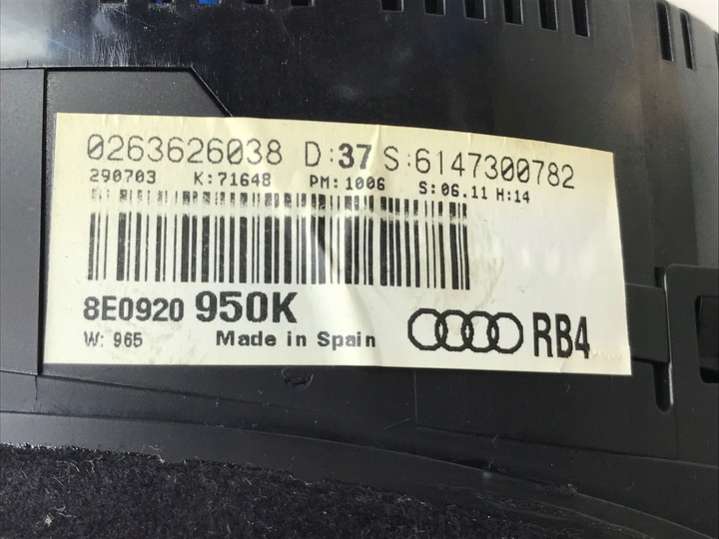 0263626038 D:37 S:6147300782
290703 K:71648 PM:1006 S:06.11 H:14
8E0920 950K
W: 965 Made in Spain RB4